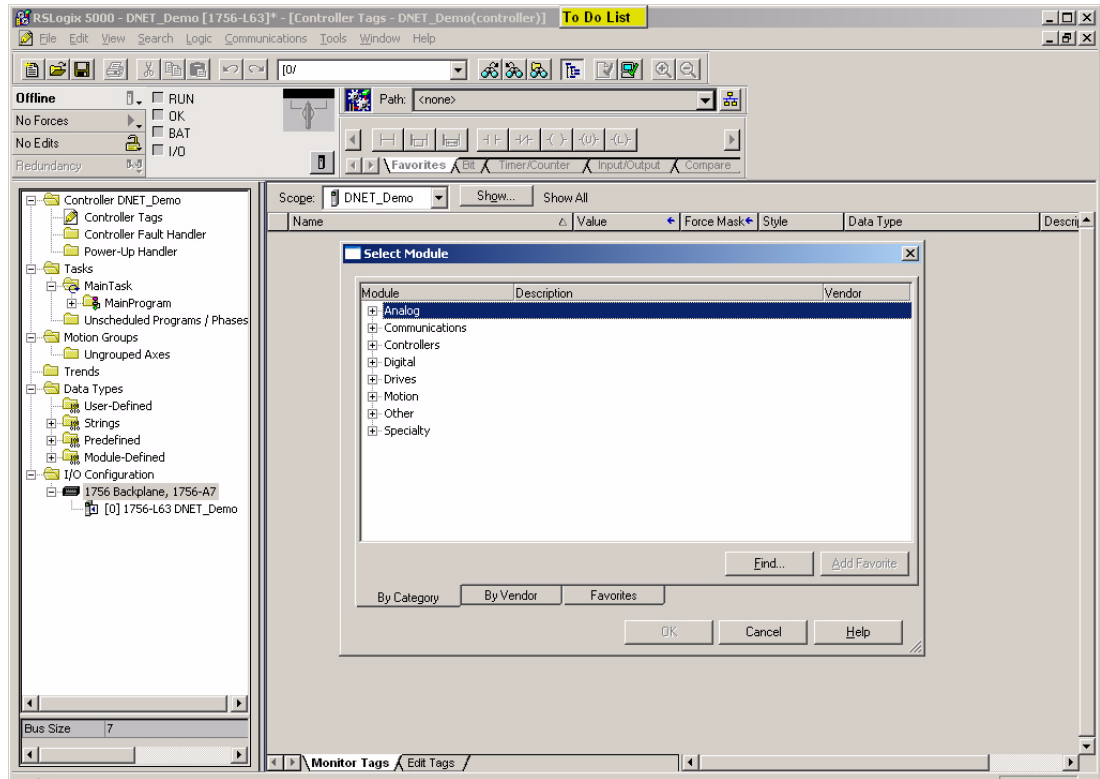 RSLogix 5000 - DNET_Demo [1756-L63]* - [Controller Tags - DNET_Demo(controller)]
To Do List
File Edit View Search Logic Communications Tools Window Help
[0/
Offline
RUN
Path: <none>
No Forces
OK
No Edits
BAT
Redundancy
I/O
Favorites Bit Timer/Counter Input/Output Compare
Controller DNET_Demo
Controller Tags
Controller Fault Handler
Power-Up Handler
Tasks
MainTask
MainProgram
Unscheduled Programs / Phases
Motion Groups
Ungrouped Axes
Trends
Data Types
User-Defined
Strings
Predefined
Module-Defined
I/O Configuration
1756 Backplane, 1756-A7
[0] 1756-L63 DNET_Demo
Bus Size 7
Scope: DNET_Demo Show... Show All
Name Value Force Mask Style Data Type
Select Module
Module Description Vendor
Analog
Communications
Controllers
Digital
Drives
Motion
Other
Specialty
Find... Add Favorite
By Category By Vendor Favorites
OK Cancel Help
Monitor Tags Edit Tags